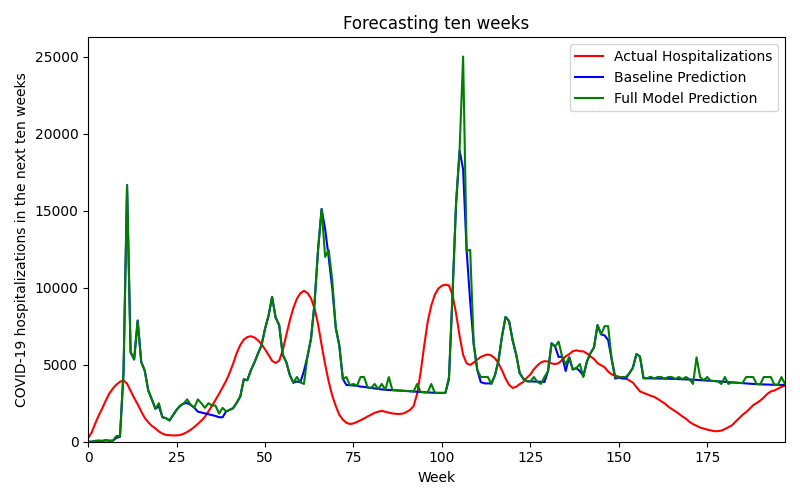 Forecasting ten weeks
Actual Hospitalizations
Baseline Prediction
Full Model Prediction
COVID-19 hospitalizations in the next ten weeks
25000
20000
15000
10000
5000
0
0 25 50 75 100 125 150 175
Week